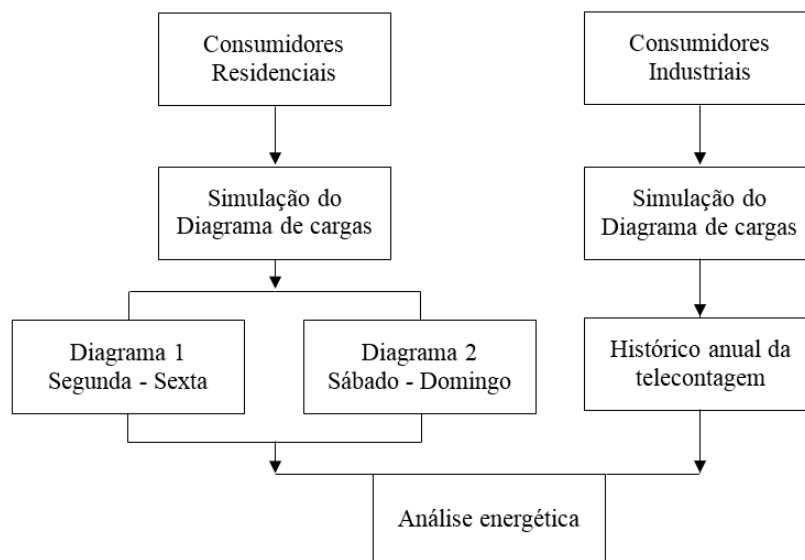 Consumidores
Residenciais
Consumidores
Industriais
Simulação do
Diagrama de cargas
Simulação do
Diagrama de cargas
Diagrama 1
Segunda - Sexta
Diagrama 2
Sábado - Domingo
Histórico anual da
telecontagem
Análise energética